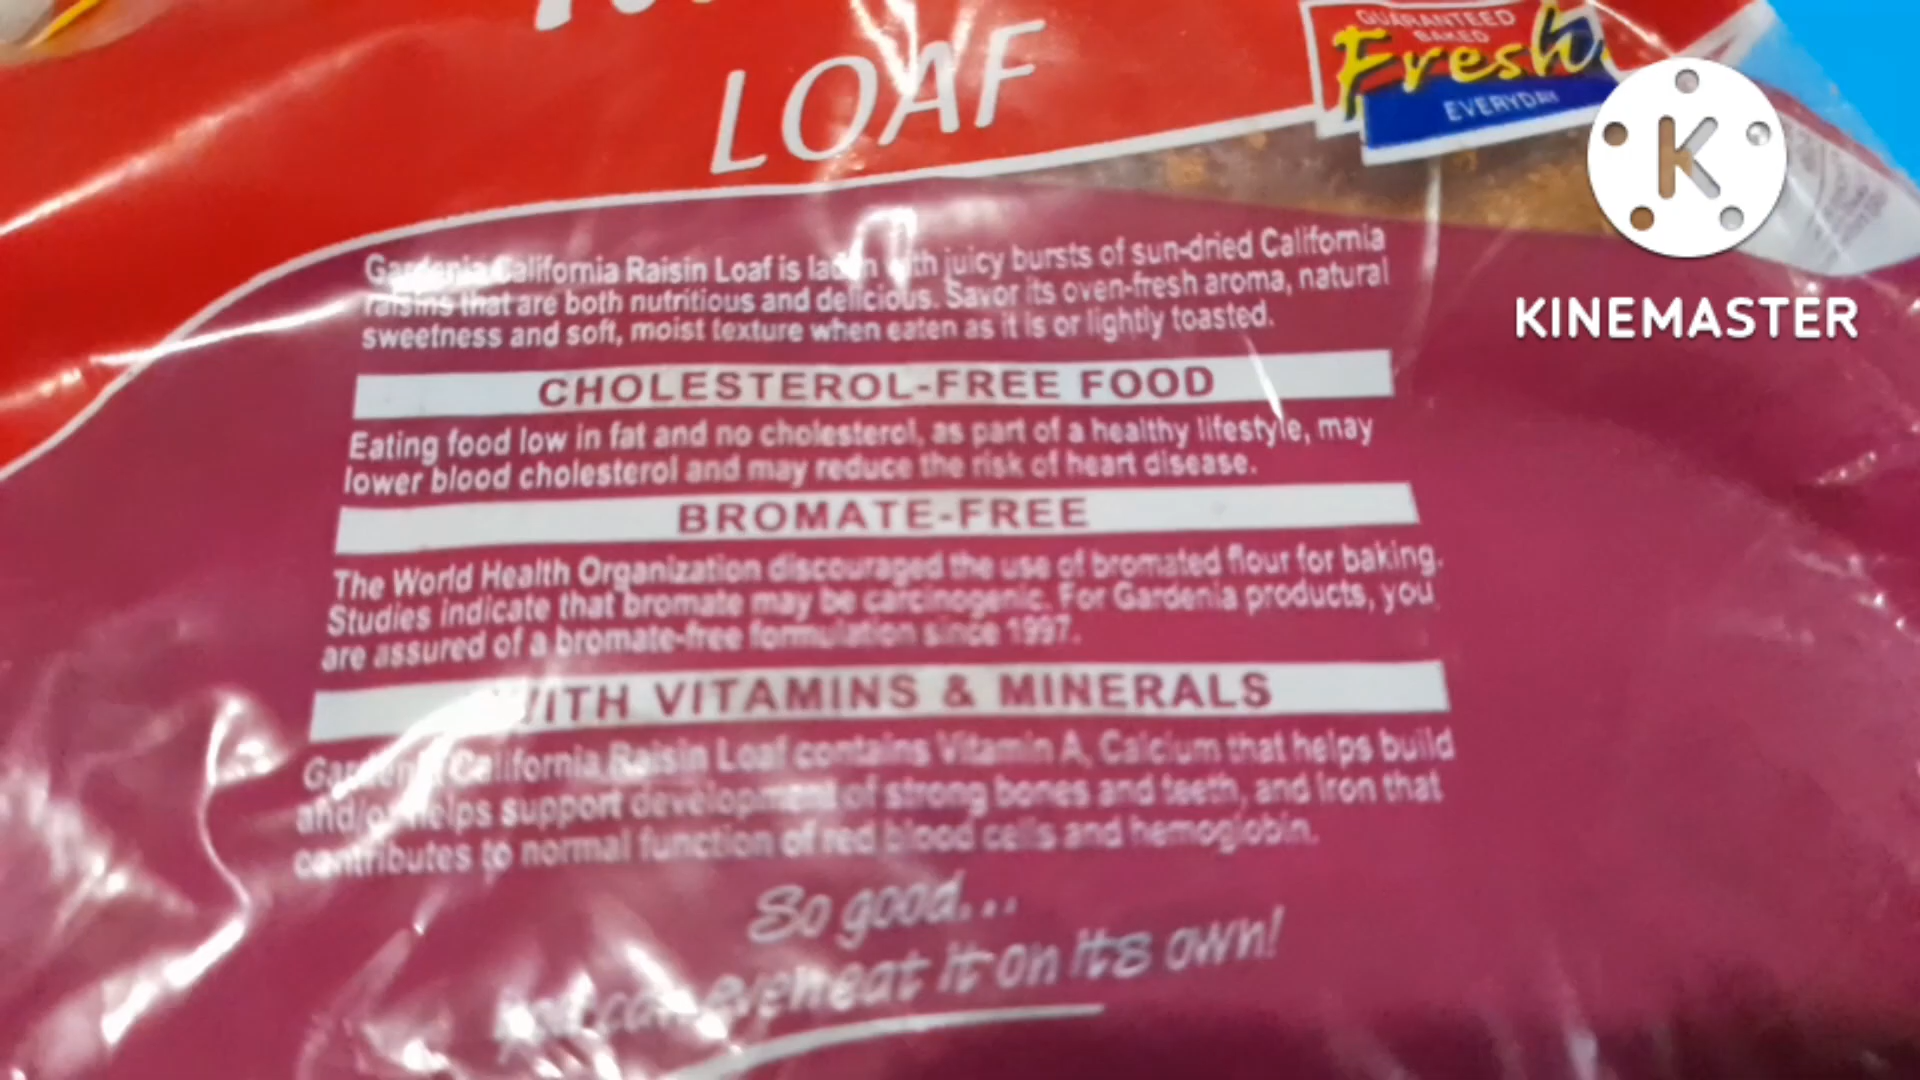 LOAF
GUARANTEED
BAKED
Fresh
EVERYDAY
KINEMASTER
Gardenia California Raisin Loaf is laden with juicy bursts of sun-dried California
raisins that are both nutritious and delicious. Savor its oven-fresh aroma, natural
sweetness and soft, moist texture when eaten as it is or lightly toasted.
CHOLESTEROL-FREE FOOD
Eating food low in fat and no cholesterol, as part of a healthy lifestyle, may
lower blood cholesterol and may reduce the risk of heart disease.
BROMATE-FREE
The World Health Organization discouraged the use of bromated flour for baking.
Studies indicate that bromate may be carcinogenic. For Gardenia products, you
are assured of a bromate-free formulation since 1997.
WITH VITAMINS & MINERALS
Gardenia California Raisin Loaf contains Vitamin A, Calcium that helps build
and/or helps support development of strong bones and teeth, and Iron that
contributes to normal function of red blood cells and hemoglobin.
So good...
you can even eat it on its own!